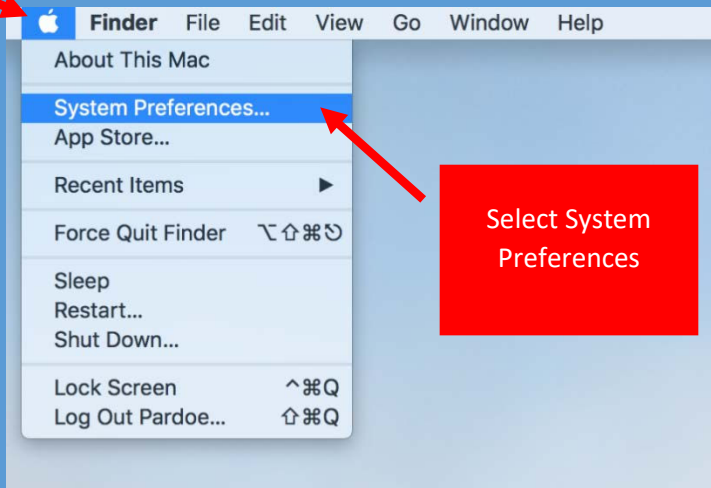 Finder File Edit View Go Window Help
About This Mac
System Preferences...
App Store...
Recent Items ▶
Force Quit Finder ⌥⇧⌘⎋
Sleep
Restart...
Shut Down...
Lock Screen ^⌘Q
Log Out Pardoe... ⇧⌘Q
Select System
Preferences